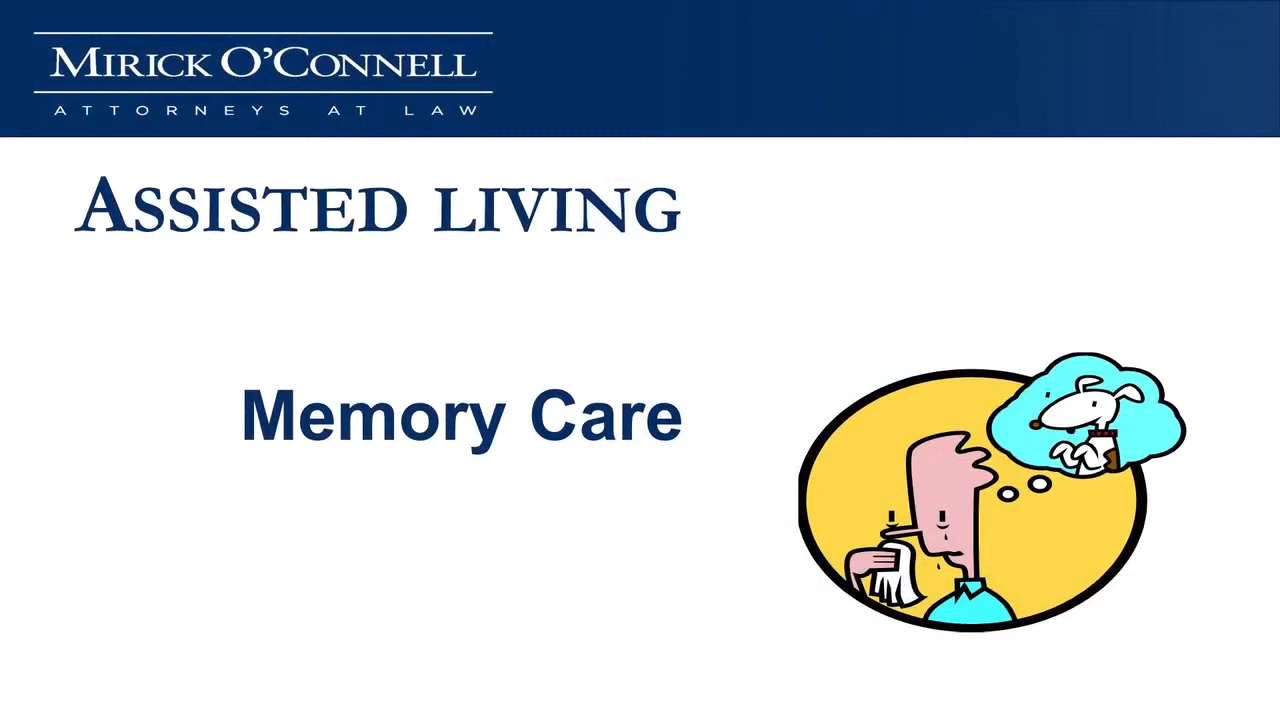 MIRICK O'CONNELL
ATTORNEYS AT LAW
ASSISTED LIVING
Memory Care